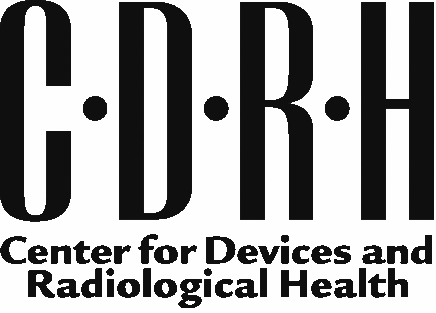 C·D·R·H
Center for Devices and
Radiological Health